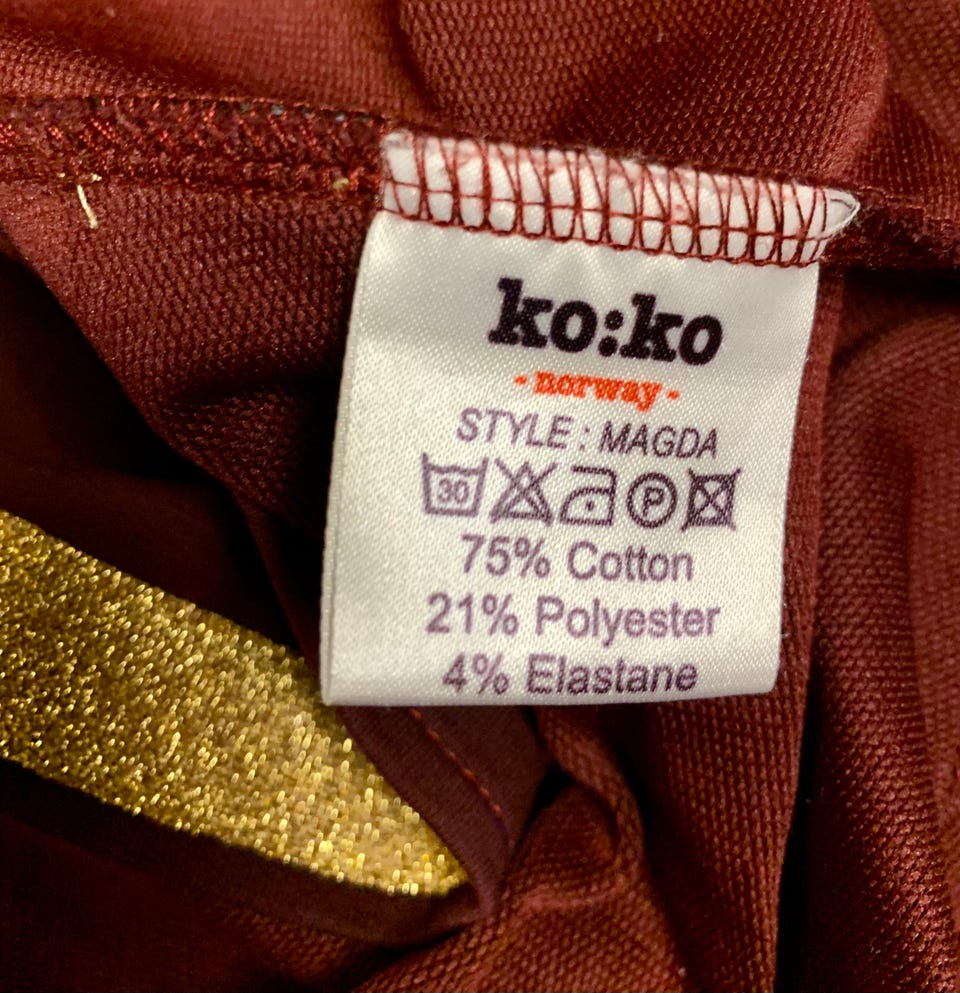 ko:ko
- norway -
STYLE : MAGDA
30 P
75% Cotton
21% Polyester
4% Elastane